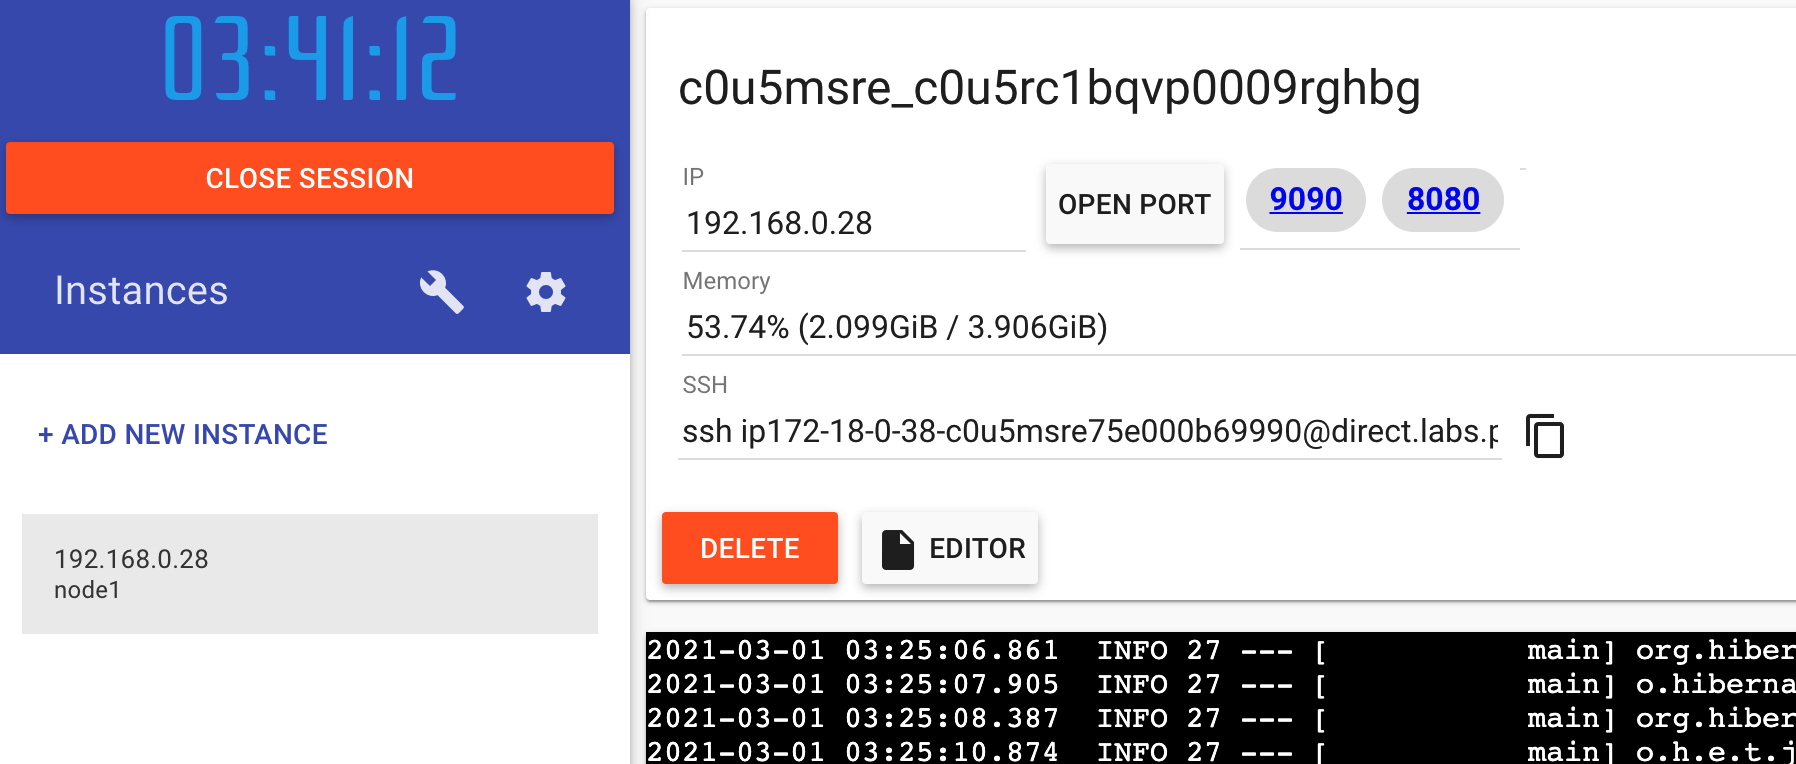 03:41:12
CLOSE SESSION
Instances
+ ADD NEW INSTANCE
192.168.0.28
node1
c0u5msre_c0u5rc1bqvp0009rghbg
IP
192.168.0.28
OPEN PORT
9090
8080
Memory
53.74% (2.099GiB / 3.906GiB)
SSH
ssh ip172-18-0-38-c0u5msre75e000b69990@direct.labs.p
DELETE
EDITOR
2021-03-01 03:25:06.861  INFO 27 --- [           main] org.hiber
2021-03-01 03:25:07.905  INFO 27 --- [           main] o.hiberna
2021-03-01 03:25:08.387  INFO 27 --- [           main] org.hiber
2021-03-01 03:25:10.874  INFO 27 --- [           main] o.h.e.t.j